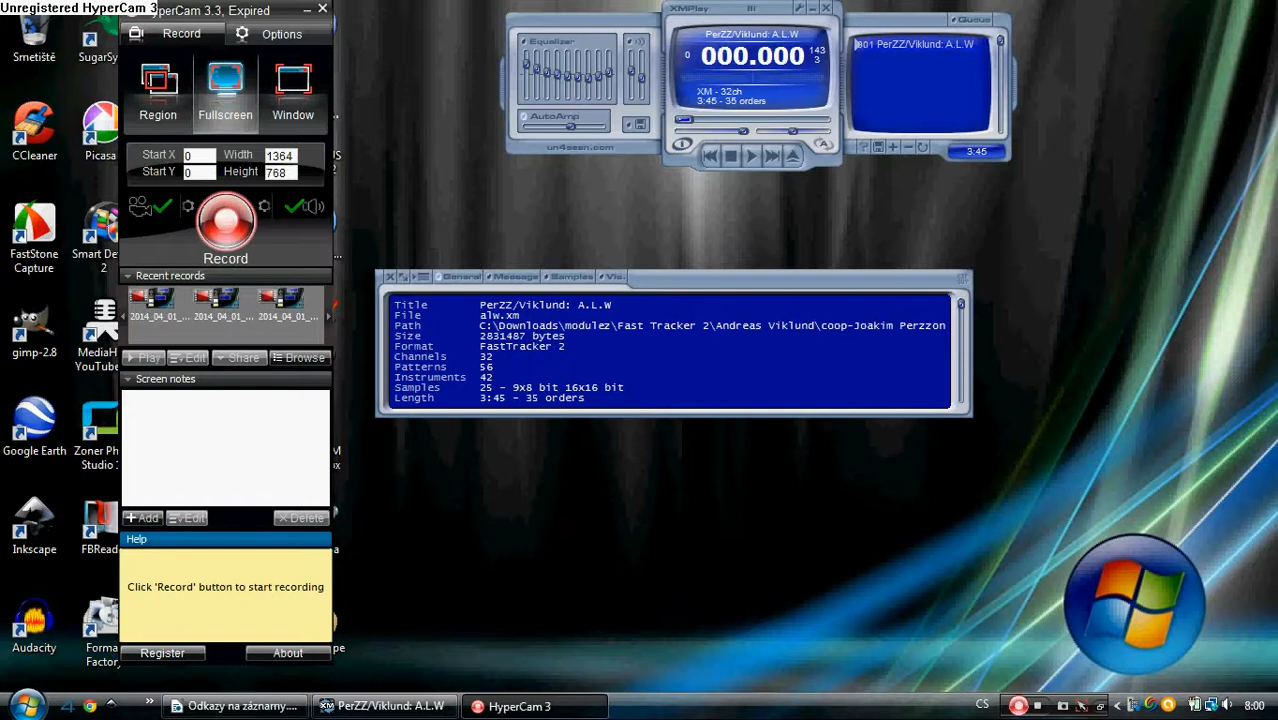 Unregistered HyperCam 3
HyperCam 3.3, Expired
Record
Options
Region
Fullscreen
Window
Start X 0 Width 1364
Start Y 0 Height 768
Record
Recent records
2014_04_01_...
2014_04_01_...
2014_04_01_...
Play
Edit
Share
Browse
Screen notes
Add
Edit
Delete
Help
Click 'Record' button to start recording
Register
About
Smetiště
SugarSy
CCleaner
Picasa
FastStone
Capture
Smart De
2
gimp-2.8
MediaH
YouTube
Google Earth
Zoner Ph
Studio 1
Inkscape
FBRead
Audacity
Forma
Factory
Equalizer
AutoAmp
un4seen.com
XMPlay
PerZZ/Viklund: A.L.W
0
000.000
143
3
XM - 32ch
3:45 - 35 orders
Queue
001 PerZZ/Viklund: A.L.W
3:45
General
Message
Samples
Vis.
Title PerZZ/Viklund: A.L.W
File alw.xm
Path C:\Downloads\modulez\Fast Tracker 2\Andreas Viklund\coop-Joakim Perzzon
Size 2831487 bytes
Format FastTracker 2
Channels 32
Patterns 56
Instruments 42
Samples 25 - 9x8 bit 16x16 bit
Length 3:45 - 35 orders
Odkazy na záznamy....
PerZZ/Viklund: A.L.W
HyperCam 3
CS
8:00